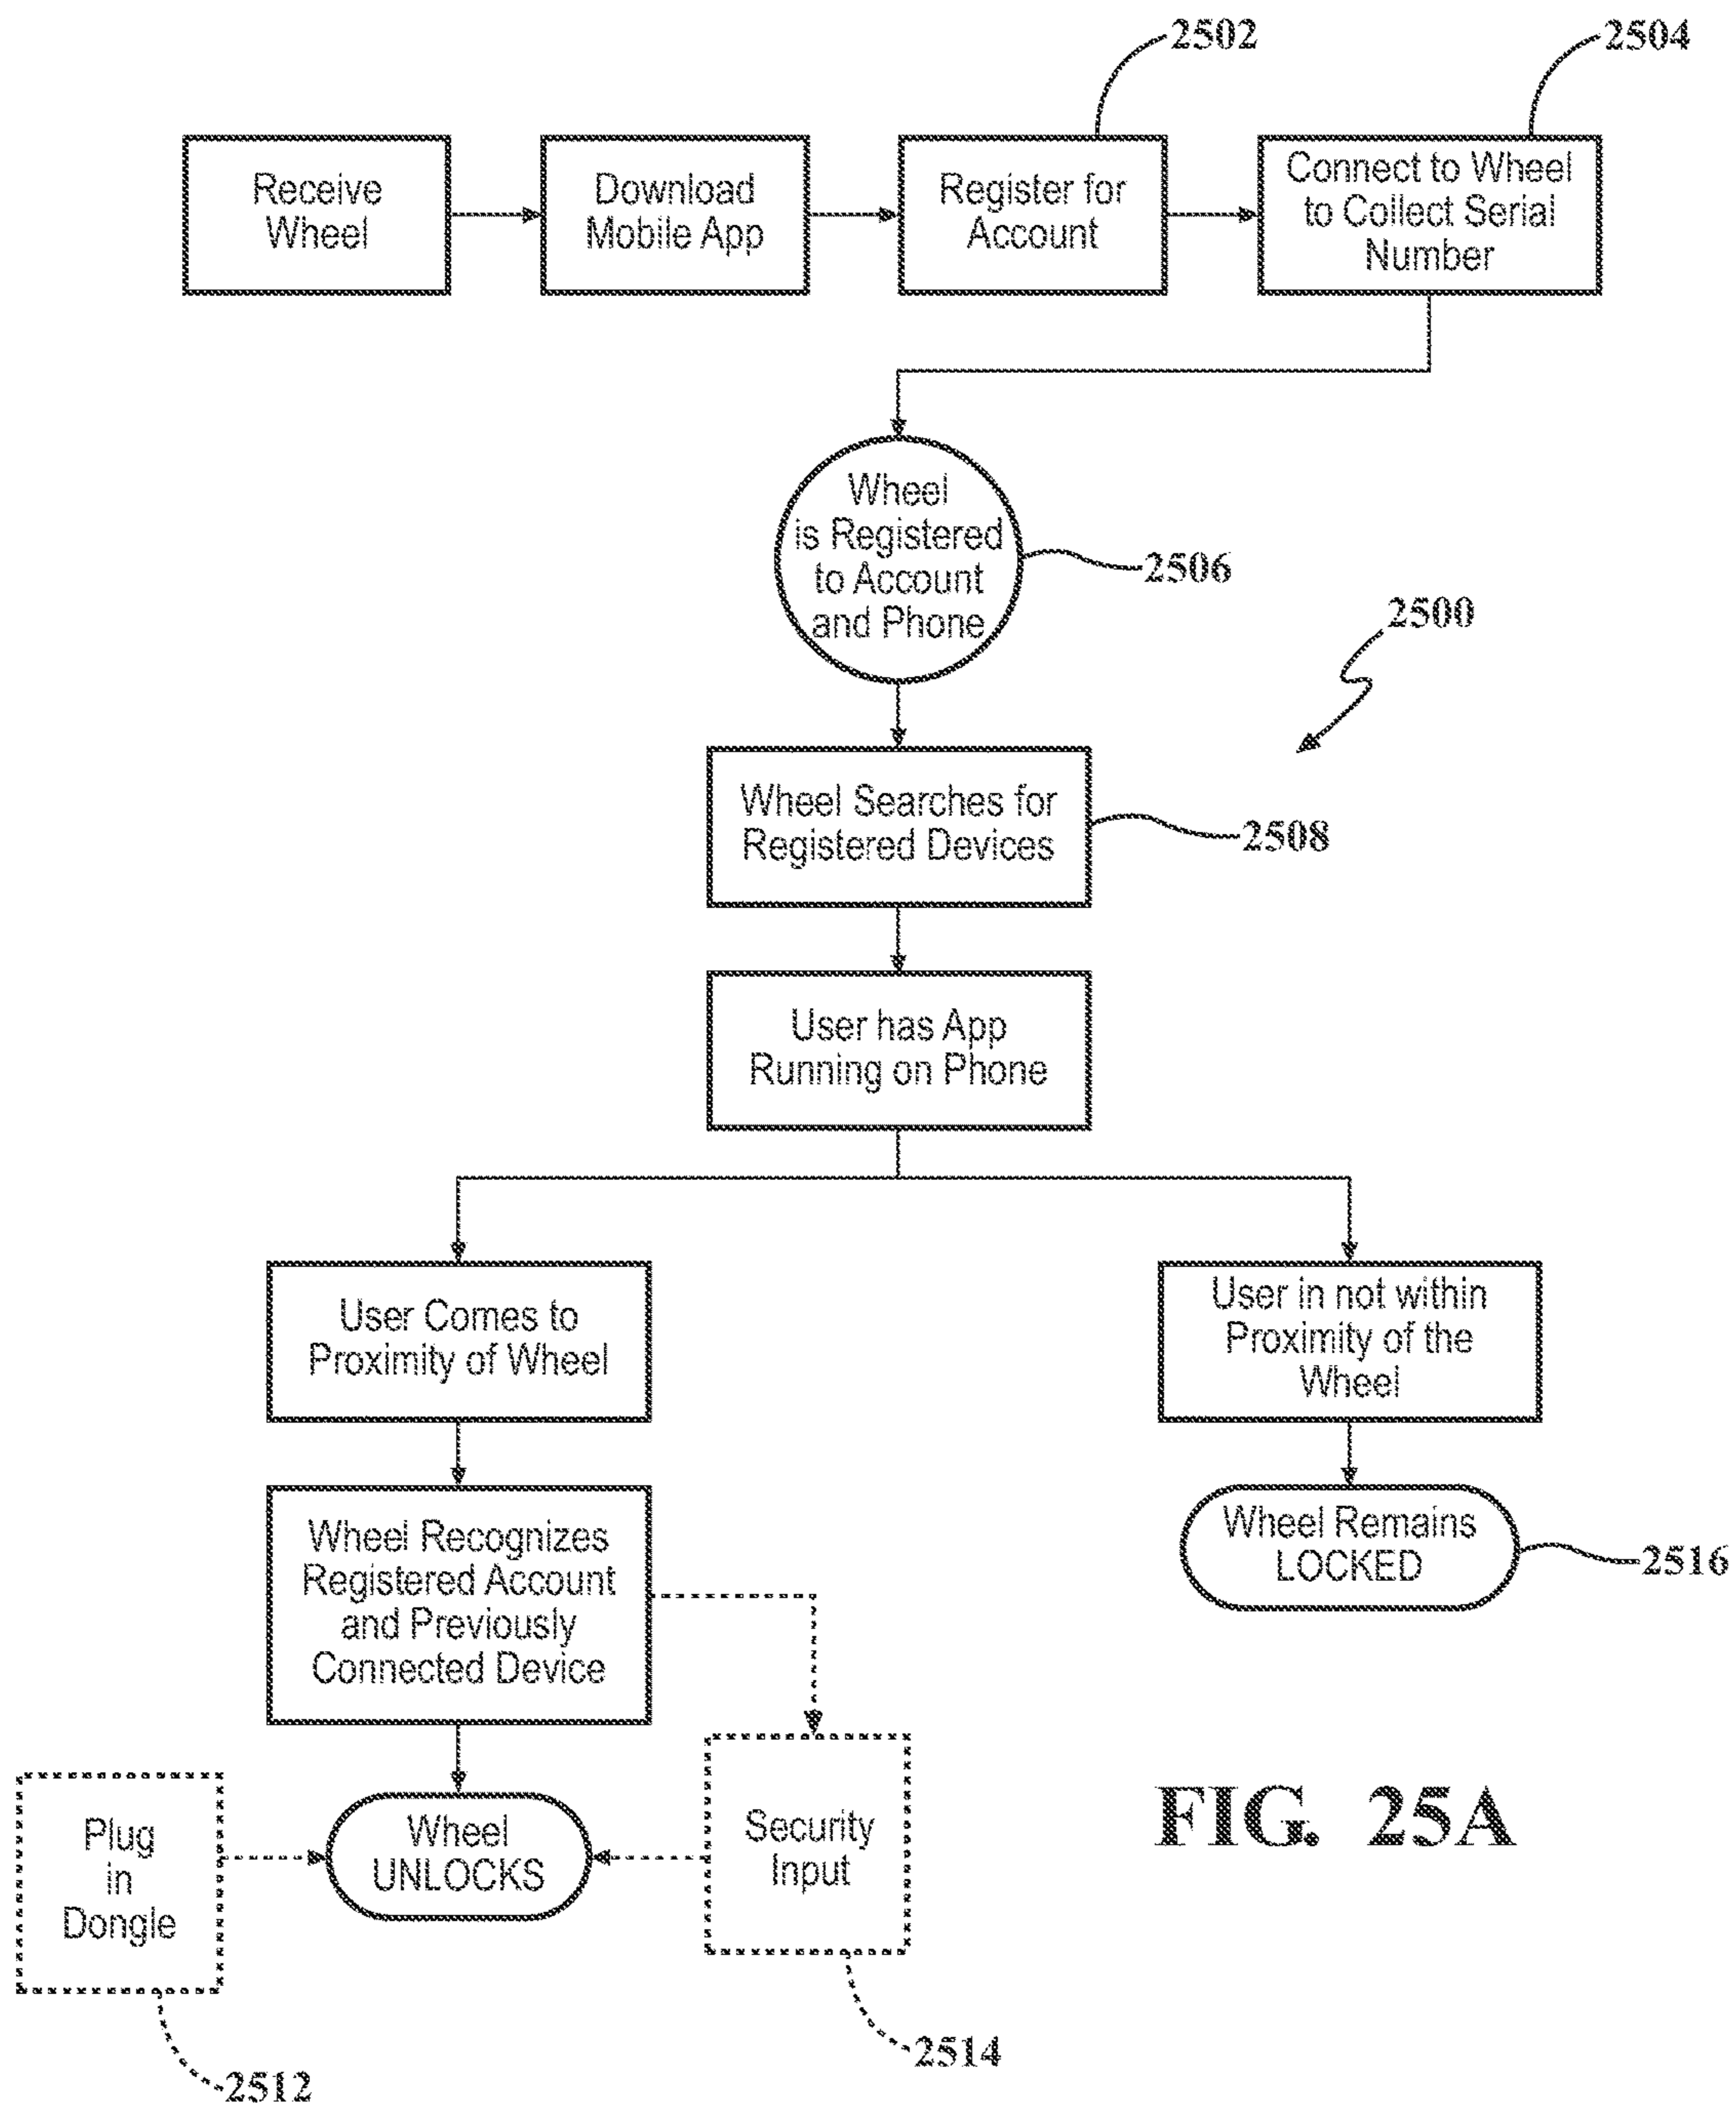 2502
2504
Receive
Wheel
Download
Mobile App
Register for
Account
Connect to Wheel
to Collect Serial
Number
Wheel
is Registered
to Account
and Phone
2506
2500
Wheel Searches for
Registered Devices
2508
User has App
Running on Phone
User Comes to
Proximity of Wheel
User in not within
Proximity of the
Wheel
Wheel Recognizes
Registered Account
and Previously
Connected Device
Wheel Remains
LOCKED
2516
Plug
in
Dongle
Wheel
UNLOCKS
Security
Input
FIG. 25A
2512
2514